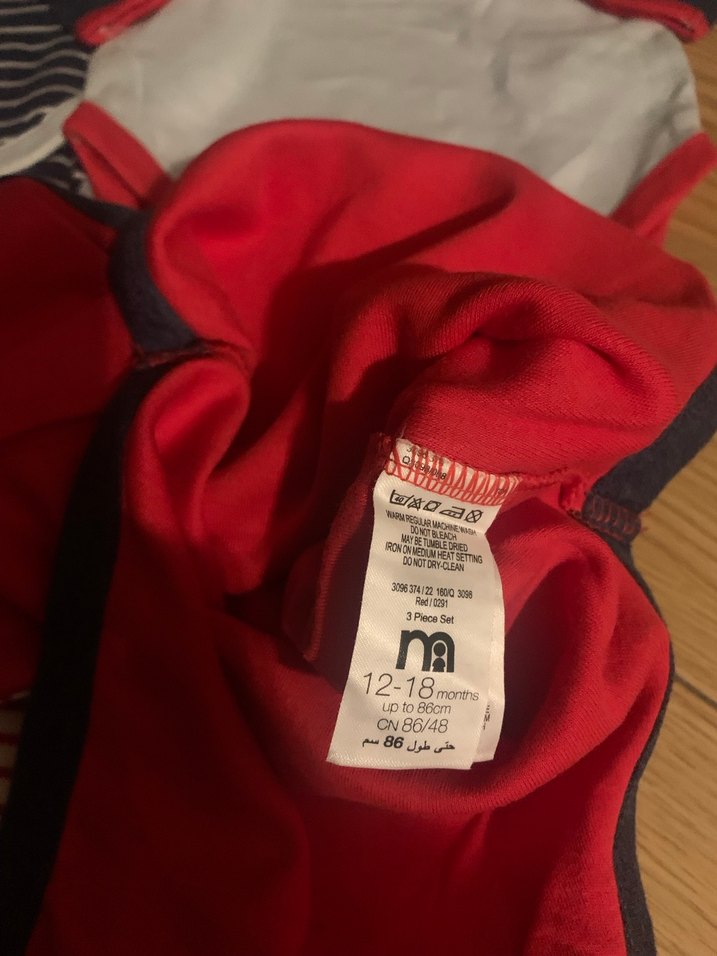 40
WARM REGULAR MACHINE WASH
DO NOT BLEACH
MAY BE TUMBLE DRIED
IRON ON MEDIUM HEAT SETTING
DO NOT DRY-CLEAN
3096 374 / 22 160/Q 3098
Red / 0291
3 Piece Set
m
12-18 months
up to 86cm
CN 86/48
حتى طول 86 سم